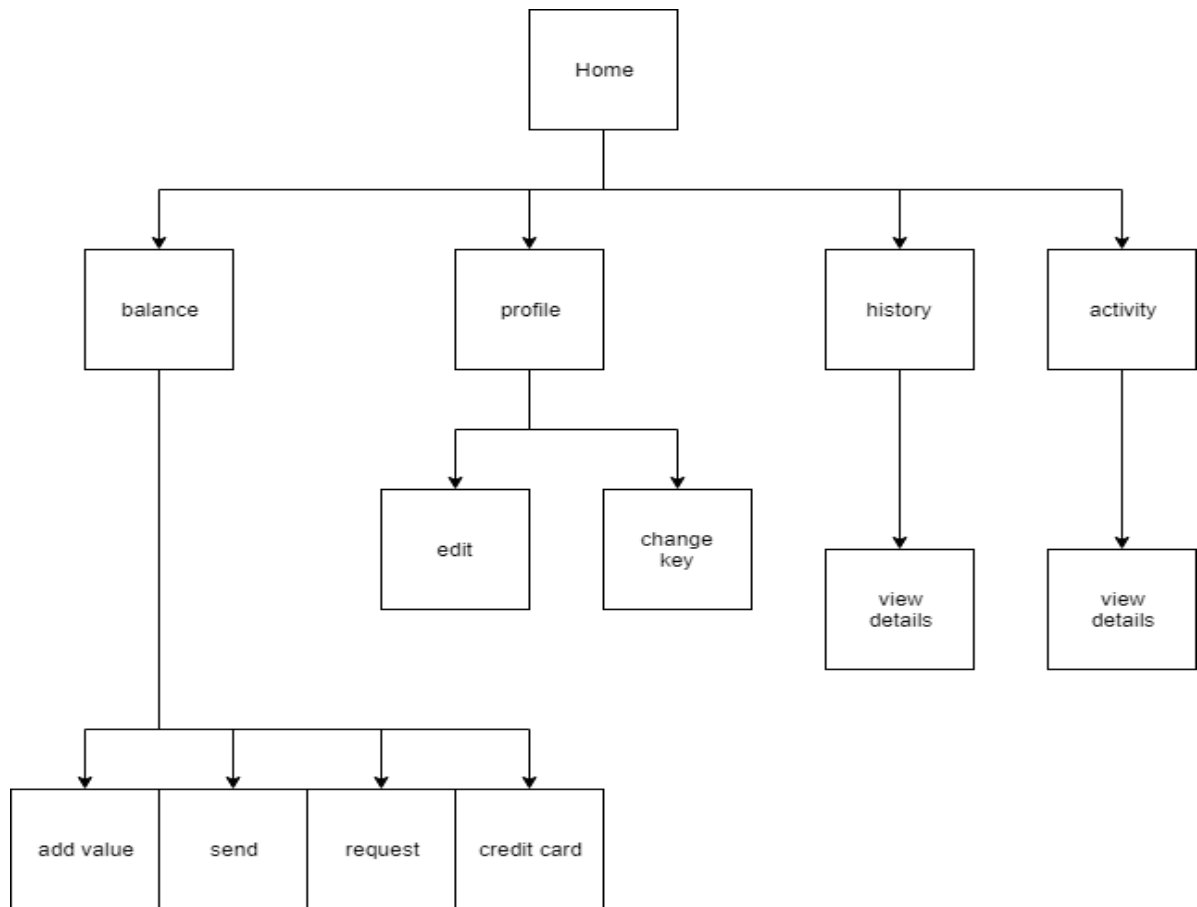 Home
balance
profile
history
activity
edit
change
key
view
details
view
details
add value
send
request
credit card